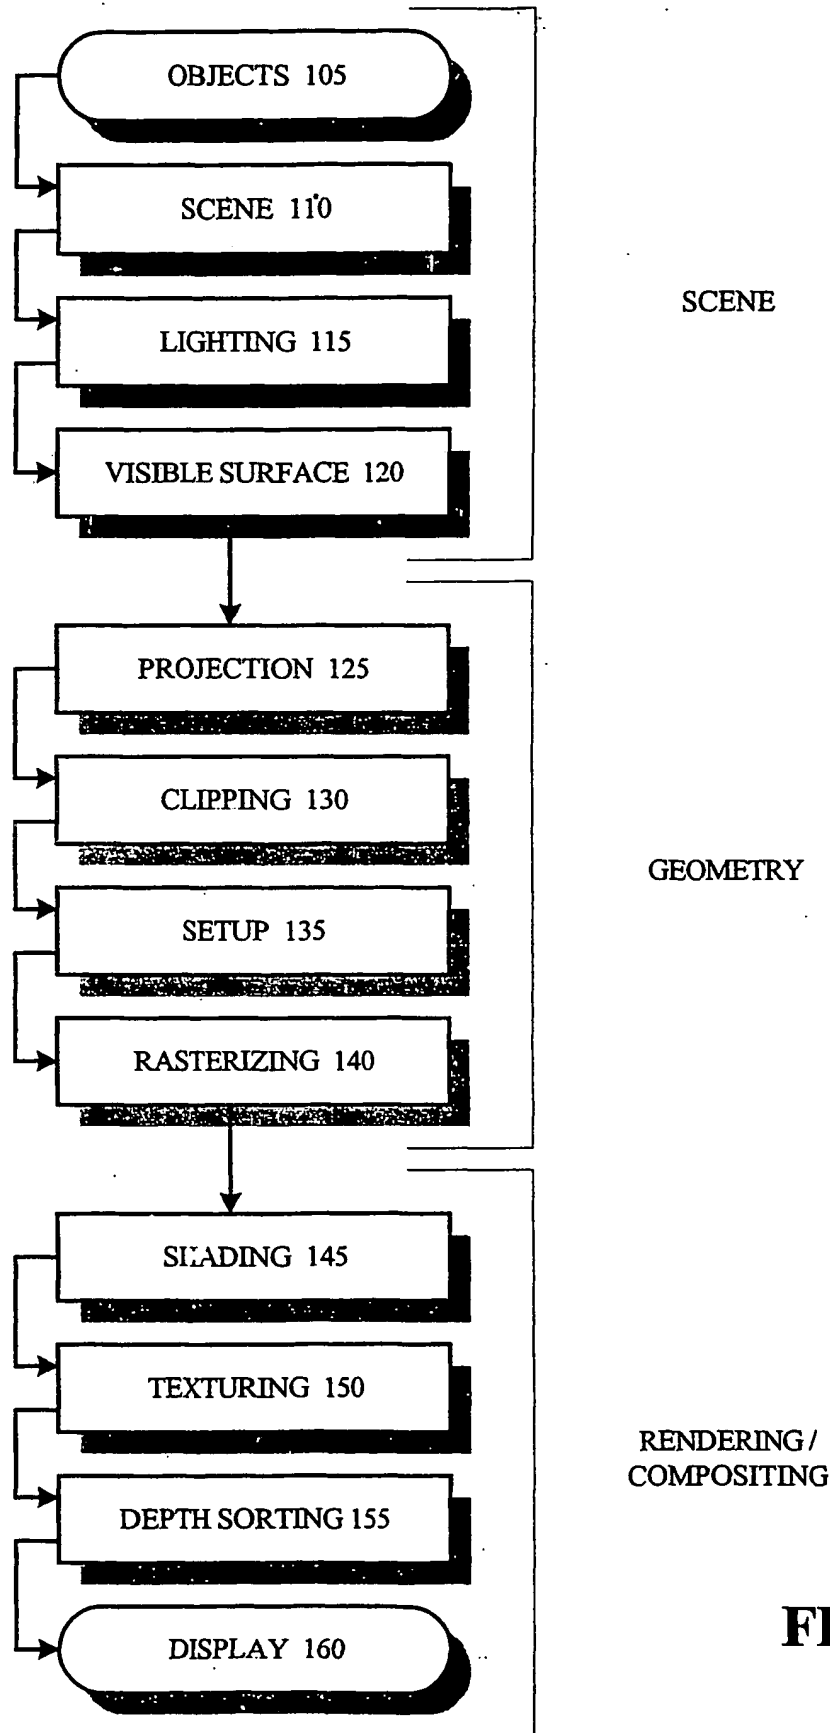 OBJECTS 105
SCENE 110
LIGHTING 115
VISIBLE SURFACE 120
SCENE
PROJECTION 125
CLIPPING 130
SETUP 135
RASTERIZING 140
GEOMETRY
SHADING 145
TEXTURING 150
DEPTH SORTING 155
DISPLAY 160
RENDERING /
COMPOSITING